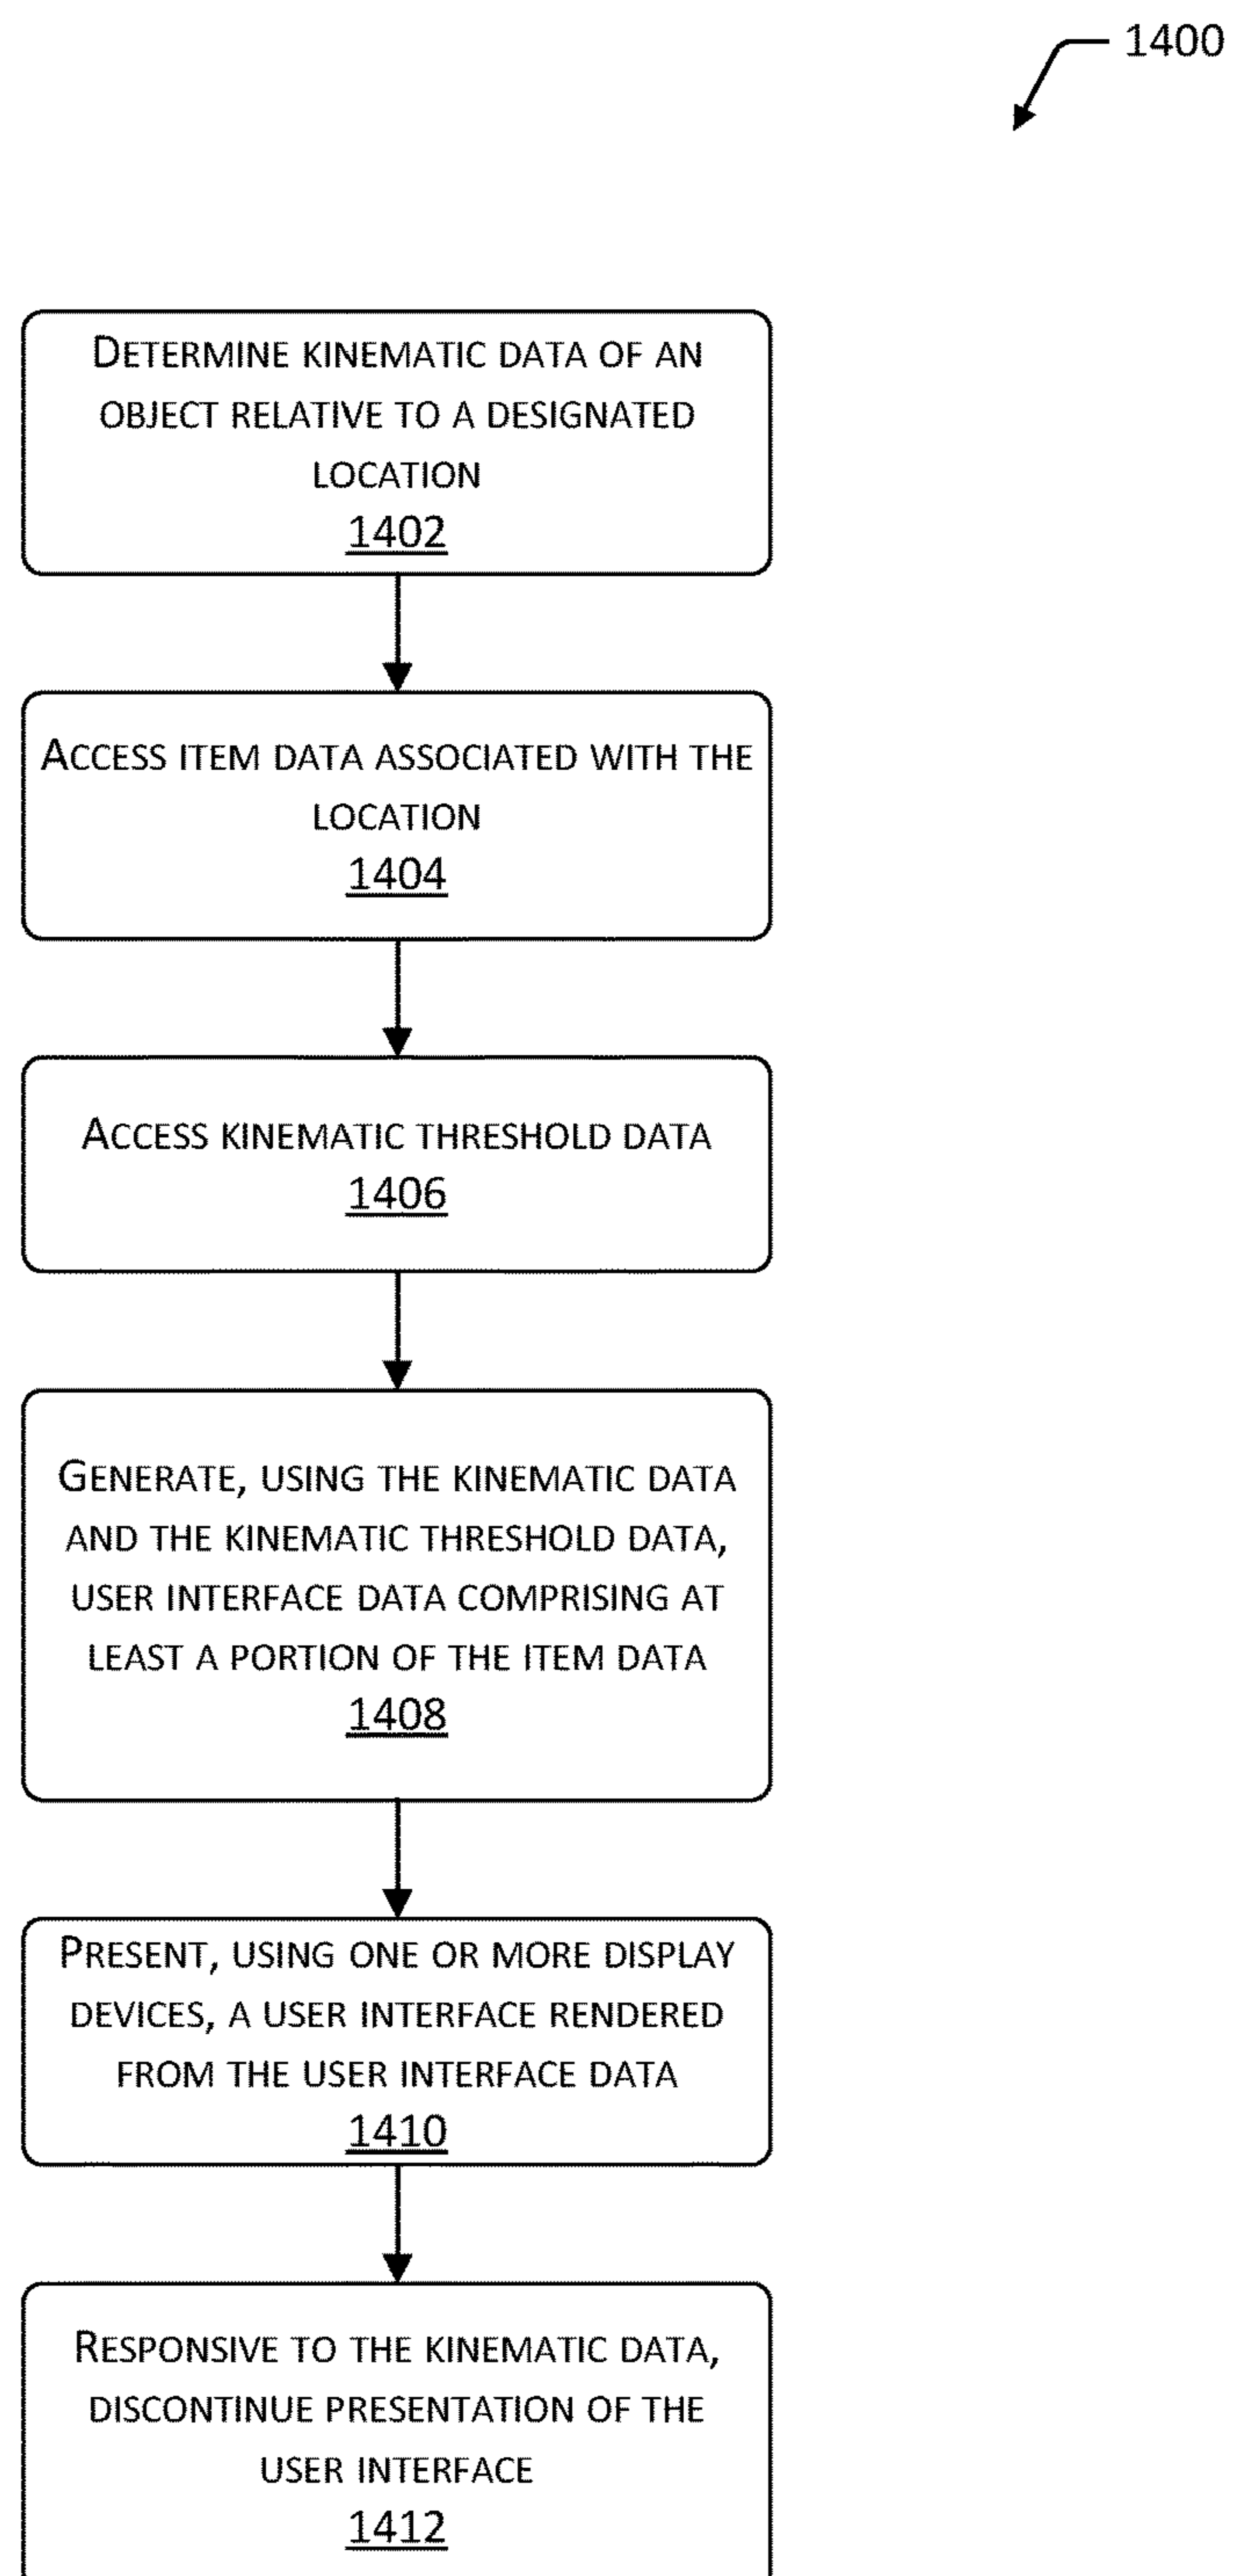 1400
DETERMINE KINEMATIC DATA OF AN
OBJECT RELATIVE TO A DESIGNATED
LOCATION
1402
ACCESS ITEM DATA ASSOCIATED WITH THE
LOCATION
1404
ACCESS KINEMATIC THRESHOLD DATA
1406
GENERATE, USING THE KINEMATIC DATA
AND THE KINEMATIC THRESHOLD DATA,
USER INTERFACE DATA COMPRISING AT
LEAST A PORTION OF THE ITEM DATA
1408
PRESENT, USING ONE OR MORE DISPLAY
DEVICES, A USER INTERFACE RENDERED
FROM THE USER INTERFACE DATA
1410
RESPONSIVE TO THE KINEMATIC DATA,
DISCONTINUE PRESENTATION OF THE
USER INTERFACE
1412